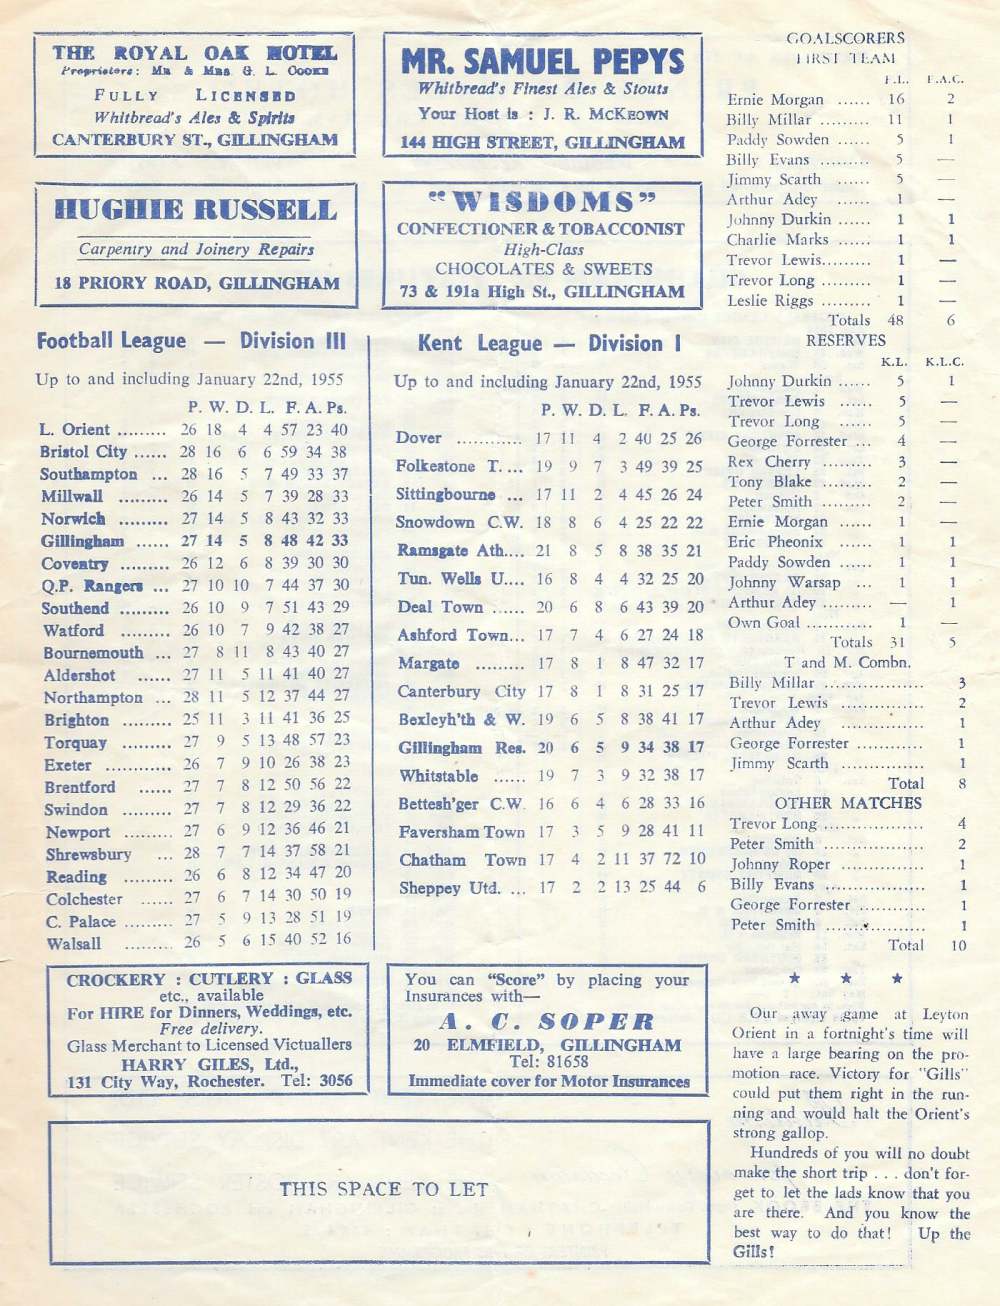 THE ROYAL OAK HOTEL
Proprietors: Mr & Mrs G. L. Cooke
FULLY LICENSED
Whitbread's Ales & Spirits
CANTERBURY ST., GILLINGHAM
MR. SAMUEL PEPYS
Whitbread's Finest Ales & Stouts
Your Host is : J. R. McKEOWN
144 HIGH STREET, GILLINGHAM
HUGHIE RUSSELL
Carpentry and Joinery Repairs
18 PRIORY ROAD, GILLINGHAM
"WISDOMS"
CONFECTIONER & TOBACCONIST
High-Class
CHOCOLATES & SWEETS
73 & 191a High St., GILLINGHAM
Football League — Division III
Up to and including January 22nd, 1955
P. W. D. L. F. A. Ps.
L. Orient ......... 26 18 4 4 57 23 40
Bristol City ...... 28 16 6 6 59 34 38
Southampton ... 28 16 5 7 49 33 37
Millwall ......... 26 14 5 7 39 28 33
Norwich ......... 27 14 5 8 43 32 33
Gillingham ...... 27 14 5 8 48 42 33
Coventry ......... 26 12 6 8 39 30 30
Q.P. Rangers ... 27 10 10 7 44 37 30
Southend ......... 26 10 9 7 51 43 29
Watford ......... 26 10 7 9 42 38 27
Bournemouth ... 27 8 11 8 43 40 27
Aldershot ...... 27 11 5 11 41 40 27
Northampton ... 28 11 5 12 37 44 27
Brighton ......... 25 11 3 11 41 36 25
Torquay ......... 27 9 5 13 48 57 23
Exeter ............ 26 7 9 10 26 38 23
Brentford ...... 27 7 8 12 50 56 22
Swindon ......... 27 7 8 12 29 36 22
Newport ......... 27 6 9 12 36 46 21
Shrewsbury ... 28 7 7 14 37 58 21
Reading ......... 26 6 8 12 34 47 20
Colchester ...... 27 6 7 14 30 50 19
C. Palace ......... 27 5 9 13 28 51 19
Walsall ......... 26 5 6 15 40 52 16
Kent League — Division I
Up to and including January 22nd, 1955
P. W. D. L. F. A. Ps.
Dover ........... 17 11 4 2 40 25 26
Folkestone T. ... 19 9 7 3 49 39 25
Sittingbourne ... 17 11 2 4 45 26 24
Snowdown C.W. 18 8 6 4 25 22 22
Ramsgate Ath.... 21 8 5 8 38 35 21
Tun. Wells U.... 16 8 4 4 32 25 20
Deal Town ...... 20 6 8 6 43 39 20
Ashford Town... 17 7 4 6 27 24 18
Margate ......... 17 8 1 8 47 32 17
Canterbury City 17 8 1 8 31 25 17
Bexleyh'th & W. 19 6 5 8 38 41 17
Gillingham Res. 20 6 5 9 34 38 17
Whitstable ...... 19 7 3 9 32 38 17
Bettesh'ger C.W. 16 6 4 6 28 33 16
Faversham Town 17 3 5 9 28 41 11
Chatham Town 17 4 2 11 37 72 10
Sheppey Utd. ... 17 2 2 13 25 44 6
GOALSCORERS
FIRST TEAM
F.L. F.A.C.
Ernie Morgan ...... 16 2
Billy Millar ......... 11 1
Paddy Sowden ...... 5 1
Billy Evans ......... 5 —
Jimmy Scarth ...... 5 —
Arthur Adey ...... 1 —
Johnny Durkin ...... 1 1
Charlie Marks ...... 1 1
Trevor Lewis......... 1 —
Trevor Long ......... 1 —
Leslie Riggs ......... 1 —
Totals 48 6
RESERVES
K.L. K.L.C.
Johnny Durkin ...... 5 1
Trevor Lewis ...... 5 —
Trevor Long ...... 5 —
George Forrester ... 4 —
Rex Cherry ......... 3 —
Tony Blake ......... 2 —
Peter Smith ......... 2 —
Ernie Morgan ...... 1 —
Eric Pheonix ...... 1 1
Paddy Sowden ...... 1 1
Johnny Warsap ... 1 1
Arthur Adey ......... — 1
Own Goal ............ 1 —
Totals 31 5
T and M. Combn.
Billy Millar .................. 3
Trevor Lewis ............... 2
Arthur Adey ............... 1
George Forrester ............ 1
Jimmy Scarth ............... 1
Total 8
OTHER MATCHES
Trevor Long.................. 4
Peter Smith .................. 2
Johnny Roper ............... 1
Billy Evans .................. 1
George Forrester ............ 1
Peter Smith .................. 1
Total 10
★ ★ ★
Our away game at Leyton
Orient in a fortnight's time will
have a large bearing on the pro-
motion race. Victory for "Gills"
could put them right in the run-
ning and would halt the Orient's
strong gallop.
Hundreds of you will no doubt
make the short trip . . . don't for-
get to let the lads know that you
are there. And you know the
best way to do that! Up the
Gills!
CROCKERY : CUTLERY : GLASS
etc., available
For HIRE for Dinners, Weddings, etc.
Free delivery.
Glass Merchant to Licensed Victuallers
HARRY GILES, Ltd.,
131 City Way, Rochester. Tel: 3056
You can "Score" by placing your
Insurances with—
A. C. SOPER
20 ELMFIELD, GILLINGHAM
Tel: 81658
Immediate cover for Motor Insurances
THIS SPACE TO LET